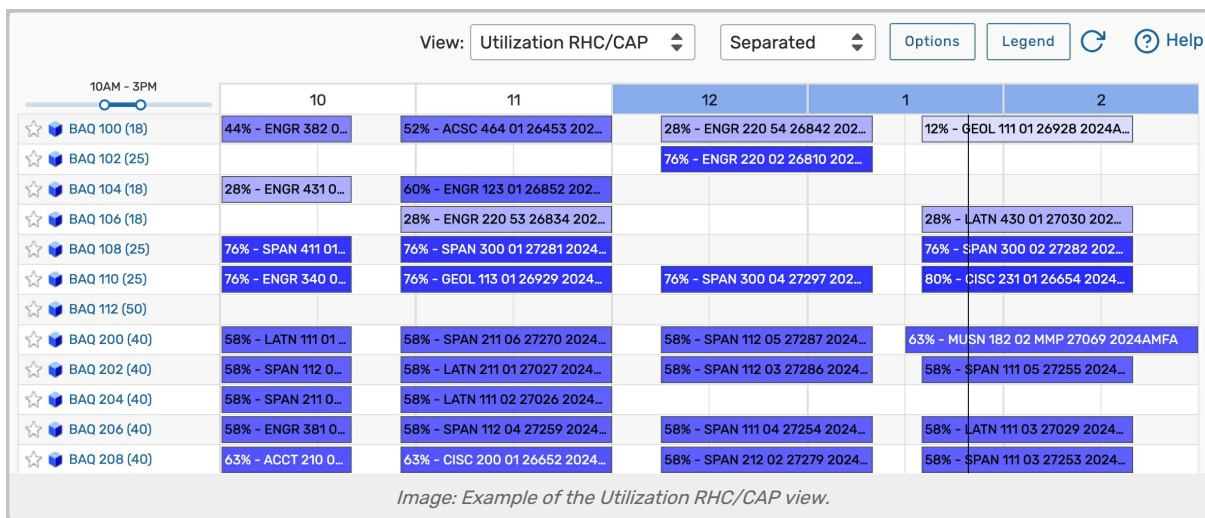 View: Utilization RHC/CAP Separated Options Legend Help
10AM - 3PM
10 11 12 1 2
BAQ 100 (18) 44% - ENGR 382 0... 52% - ACSC 464 01 26453 202... 28% - ENGR 220 54 26842 202... 12% - GEOL 111 01 26928 2024A...
BAQ 102 (25) 76% - ENGR 220 02 26810 202...
BAQ 104 (18) 28% - ENGR 431 0... 60% - ENGR 123 01 26852 202...
BAQ 106 (18) 28% - ENGR 220 53 26834 202... 28% - LATN 430 01 27030 202...
BAQ 108 (25) 76% - SPAN 411 01... 76% - SPAN 300 01 27281 2024... 76% - SPAN 300 02 27282 202...
BAQ 110 (25) 76% - ENGR 340 0... 76% - GEOL 113 01 26929 2024... 76% - SPAN 300 04 27297 202... 80% - CISC 231 01 26654 2024...
BAQ 112 (50)
BAQ 200 (40) 58% - LATN 111 01 ... 58% - SPAN 211 06 27270 2024... 58% - SPAN 112 05 27287 2024... 63% - MUSN 182 02 MMP 27069 2024AMFA
BAQ 202 (40) 58% - SPAN 112 0... 58% - LATN 211 01 27027 2024... 58% - SPAN 112 03 27286 2024... 58% - SPAN 111 05 27255 2024...
BAQ 204 (40) 58% - SPAN 211 0... 58% - LATN 111 02 27026 2024...
BAQ 206 (40) 58% - ENGR 381 0... 58% - SPAN 112 04 27259 2024... 58% - SPAN 111 04 27254 2024... 58% - LATN 111 03 27029 2024...
BAQ 208 (40) 63% - ACCT 210 0... 63% - CISC 200 01 26652 2024... 58% - SPAN 212 02 27279 2024... 58% - SPAN 111 03 27253 2024...
Image: Example of the Utilization RHC/CAP view.